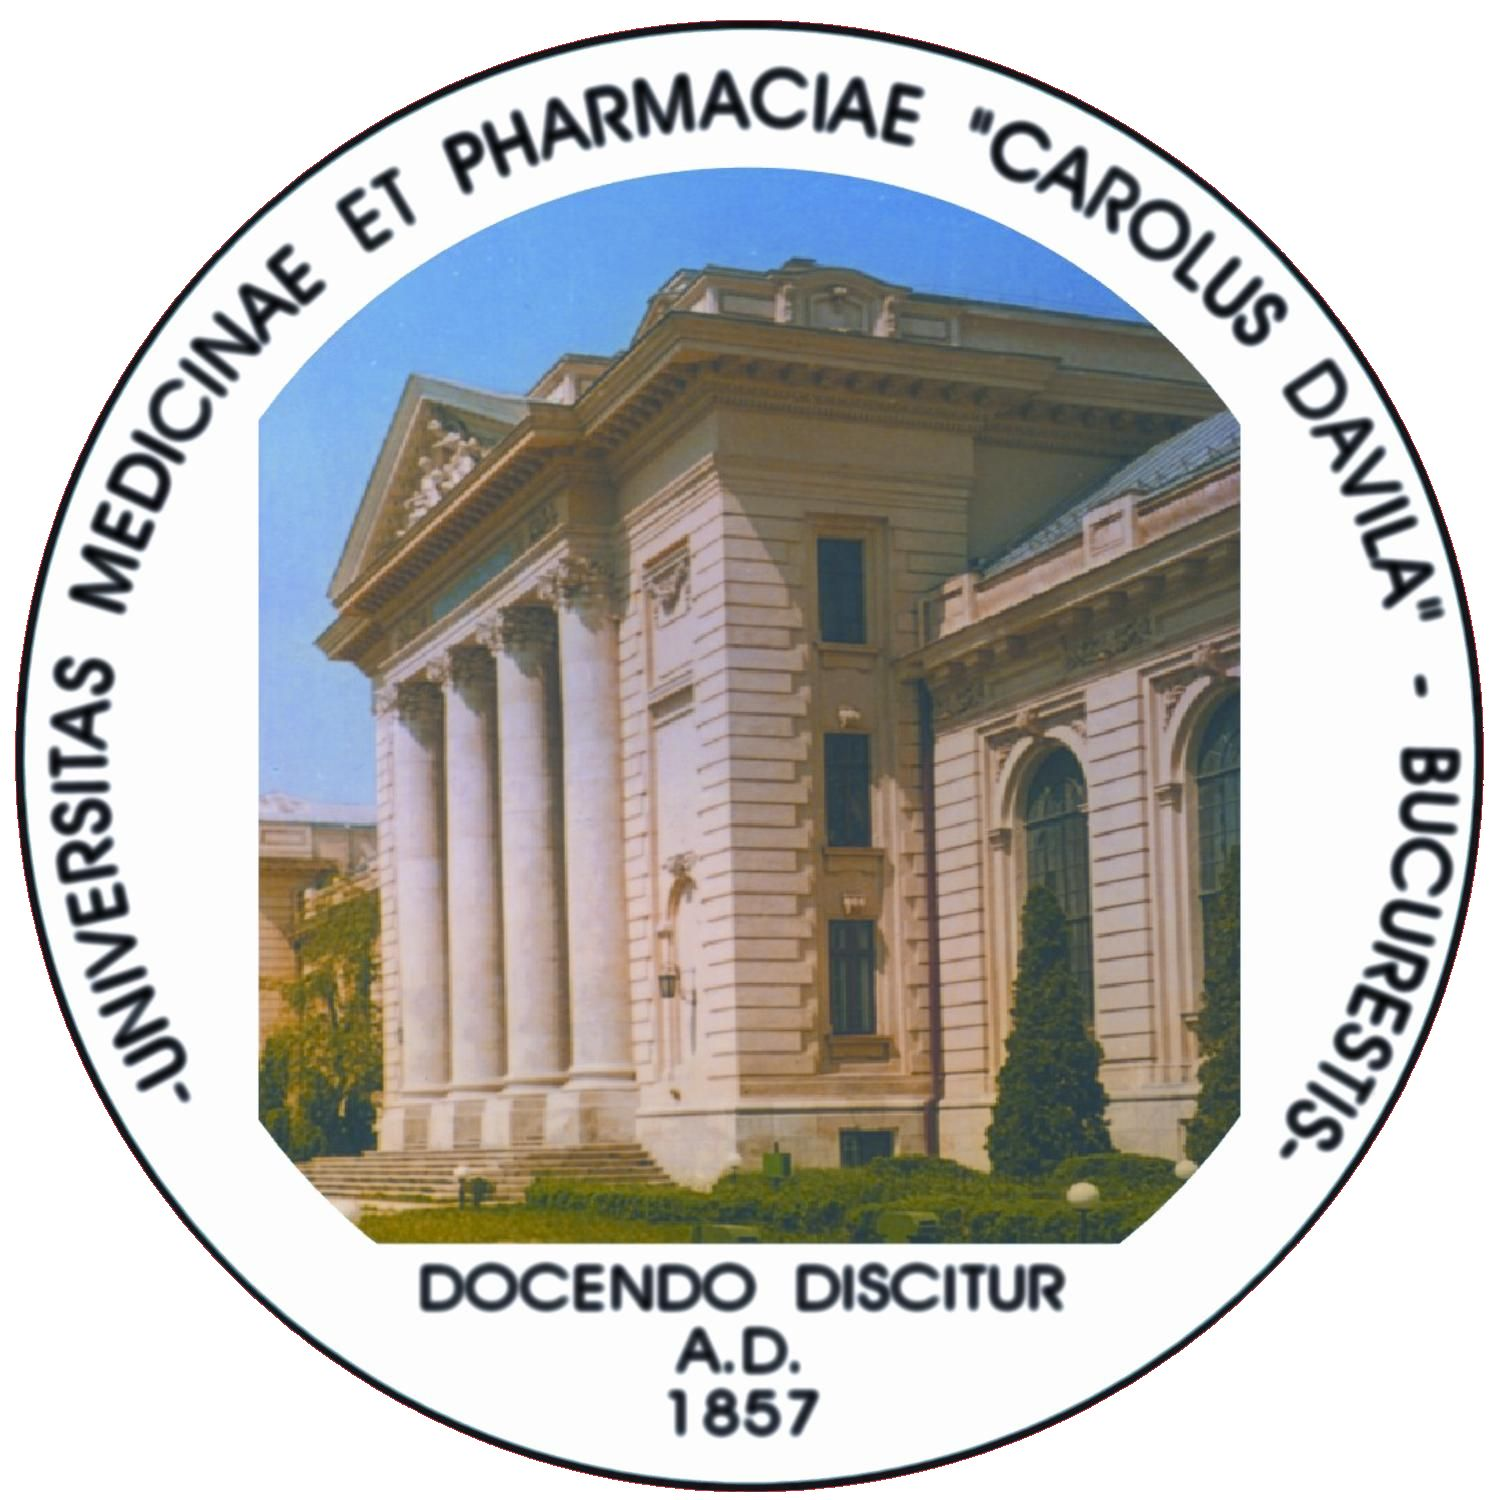 -UNIVERSITAS MEDICINAE ET PHARMACIAE "CAROLUS DAVILA" - BUCURESTIS-
DOCENDO DISCITUR
A.D.
1857